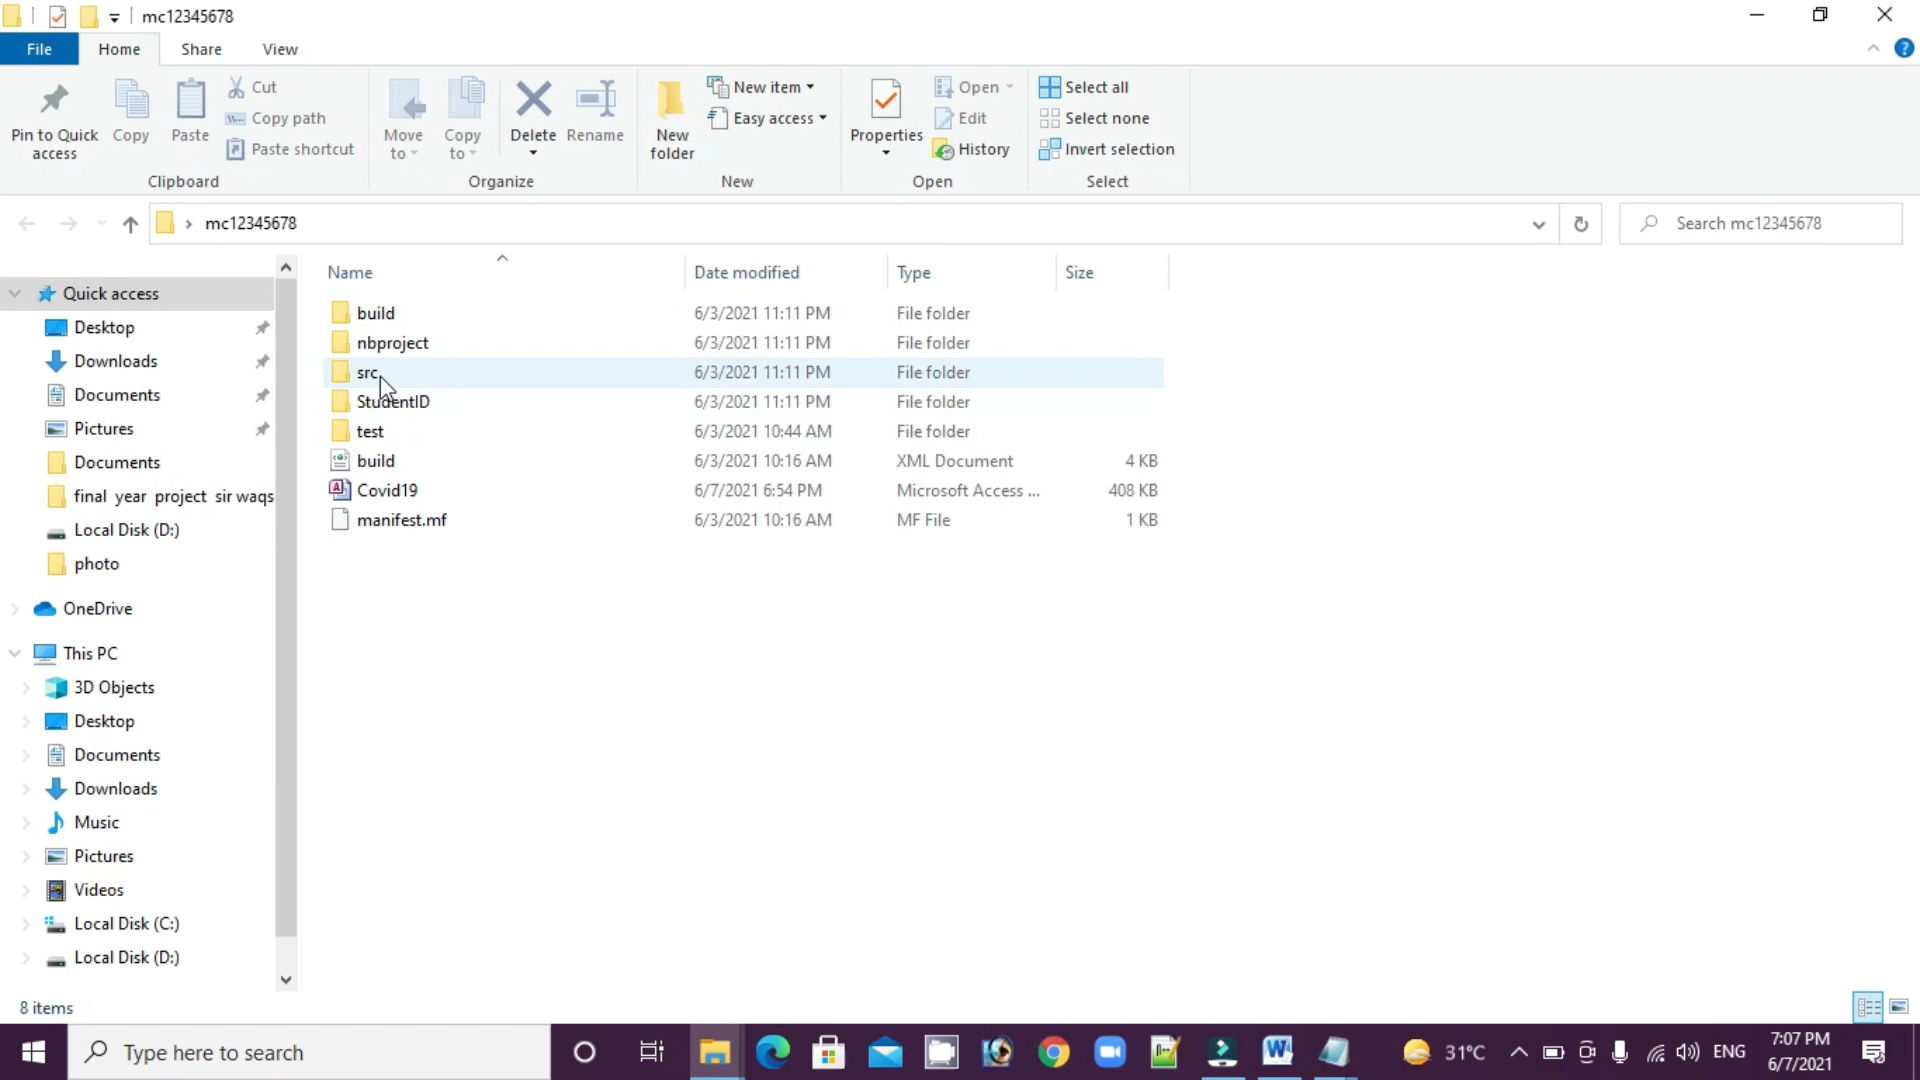 mc12345678
File Home Share View
Pin to Quick access
Copy
Paste
Cut
Copy path
Paste shortcut
Move to
Copy to
Delete
Rename
New folder
New item
Easy access
Properties
Open
Edit
History
Select all
Select none
Invert selection
Clipboard Organize New Open Select
mc12345678
Search mc12345678
Name Date modified Type Size
build 6/3/2021 11:11 PM File folder
nbproject 6/3/2021 11:11 PM File folder
src 6/3/2021 11:11 PM File folder
StudentID 6/3/2021 11:11 PM File folder
test 6/3/2021 10:44 AM File folder
build 6/3/2021 10:16 AM XML Document 4 KB
Covid19 6/7/2021 6:54 PM Microsoft Access ... 408 KB
manifest.mf 6/3/2021 10:16 AM MF File 1 KB
Quick access
Desktop
Downloads
Documents
Pictures
Documents
final year project sir waqs
Local Disk (D:)
photo
OneDrive
This PC
3D Objects
Desktop
Documents
Downloads
Music
Pictures
Videos
Local Disk (C:)
Local Disk (D:)
8 items
Type here to search
31°C
ENG
7:07 PM
6/7/2021